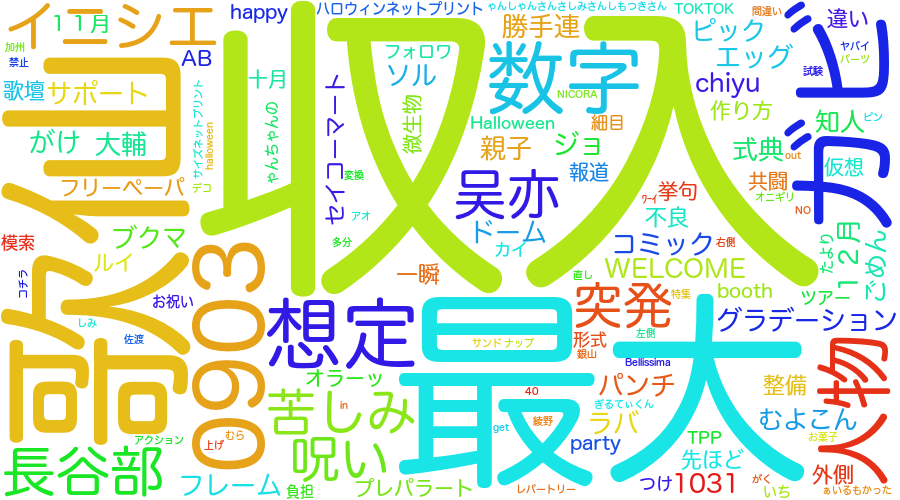 イニシエ
11月
happy
ハロウィンネットプリント
ゃんしゃんさんさしみさんしもつきさん
TOKTOK
間違い
ガビ
違い
加州
禁止
AB
フォロワ
勝手連
ピック
ヤバイ
パーツ
試験
歌壇
サポート
サイズネットプリント
十月
ソル
数字
エッグ
chiyu
NICORA
作り方
ピン
がけ
大輔
halloween
ゃんちゃんの
セイコーマート
微生物
Halloween
細目
知人
歌仙
収入
親子
ジョ
式典
out
仮想
フリーペーパ
デコ
変換
呉亦
報道
共闘
オニギリ
アオ
ワーイ
挙句
不良
NO
模索
ブクマ
多分
ドーム
カイ
コミック
右側
12月
ごめん
たより
コチラ
ルイ
0903
お祝い
一瞬
直し
WELCOME
booth
特集
ツアー
しみ
佐渡
想定
最大
サンドナップ
突発
形式
銀山
左側
グラデーション
人物
オラーッ
Bellissima
パンチ
整備
苦しみ
in
40
ぎるてぃくん
ラバ
むよこん
アクション
むら
上げ
呪い
get
綾野
party
TPP
お菓子
先ほど
長谷部
フレーム
負担
プレパラート
レパートリー
つけ
1031
がく
いち
外側
ぁいるもかった